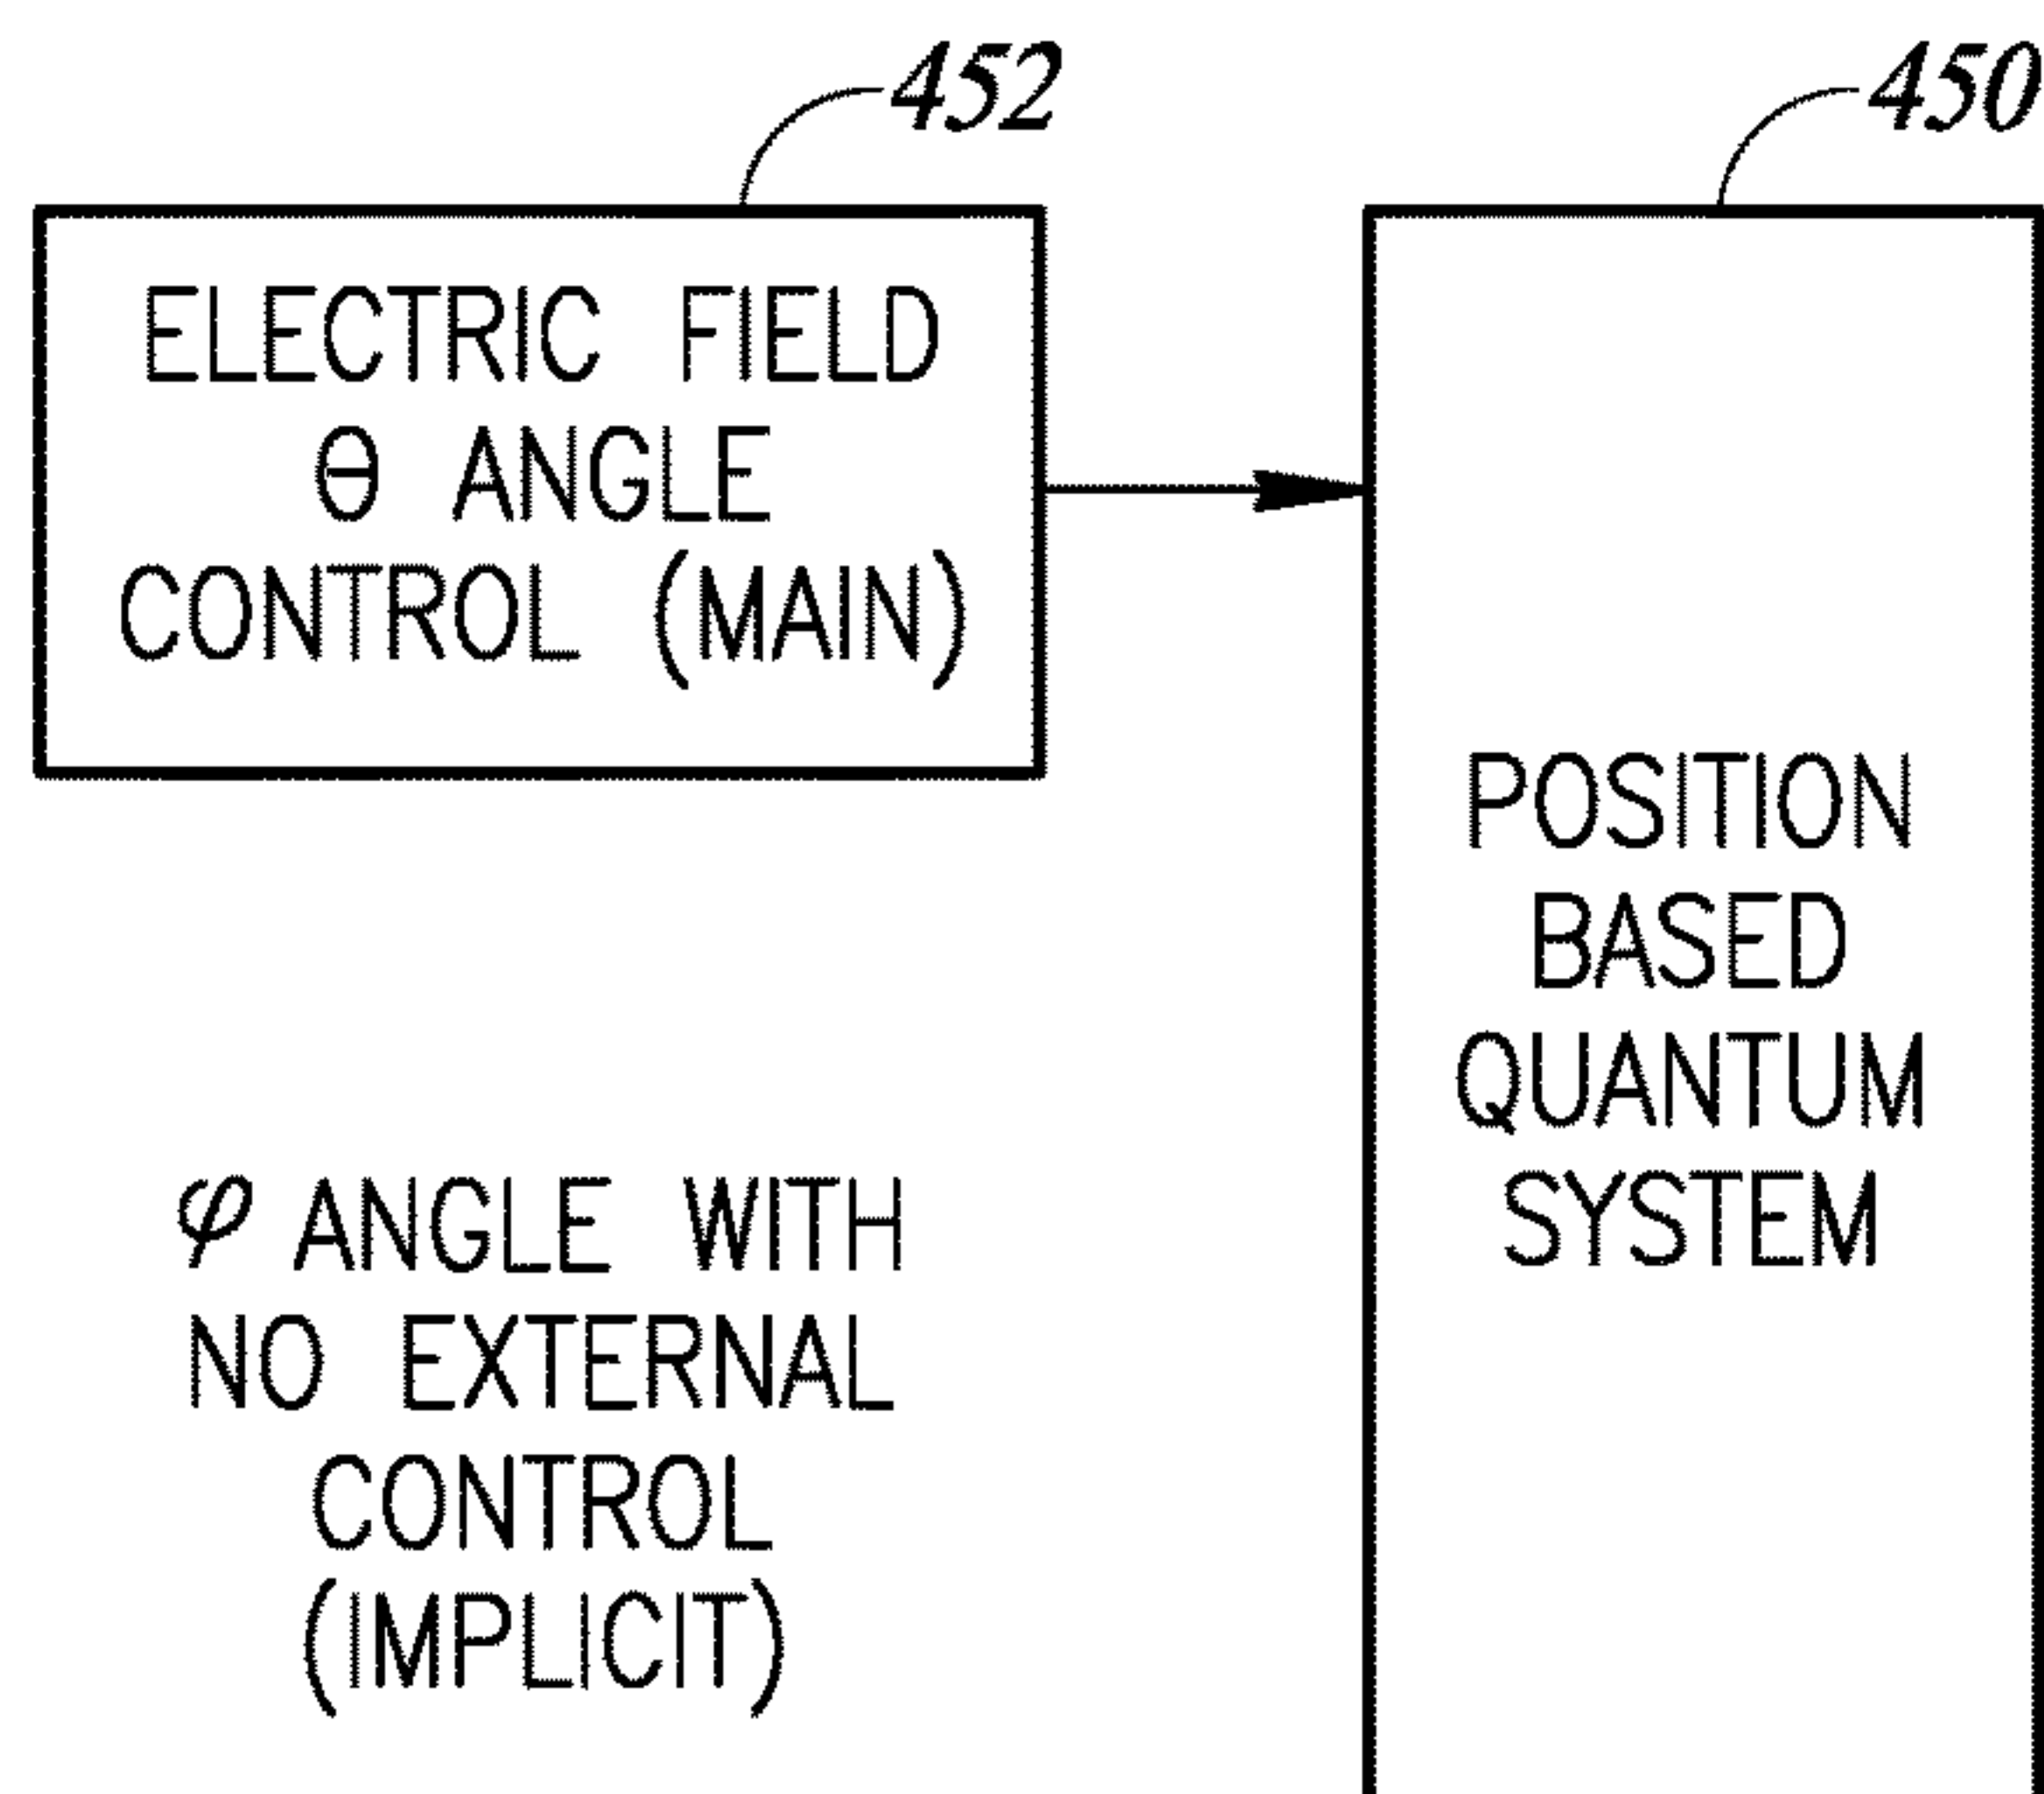 452
450
ELECTRIC FIELD
θ ANGLE
CONTROL (MAIN)
POSITION
BASED
QUANTUM
SYSTEM
φ ANGLE WITH
NO EXTERNAL
CONTROL
(IMPLICIT)